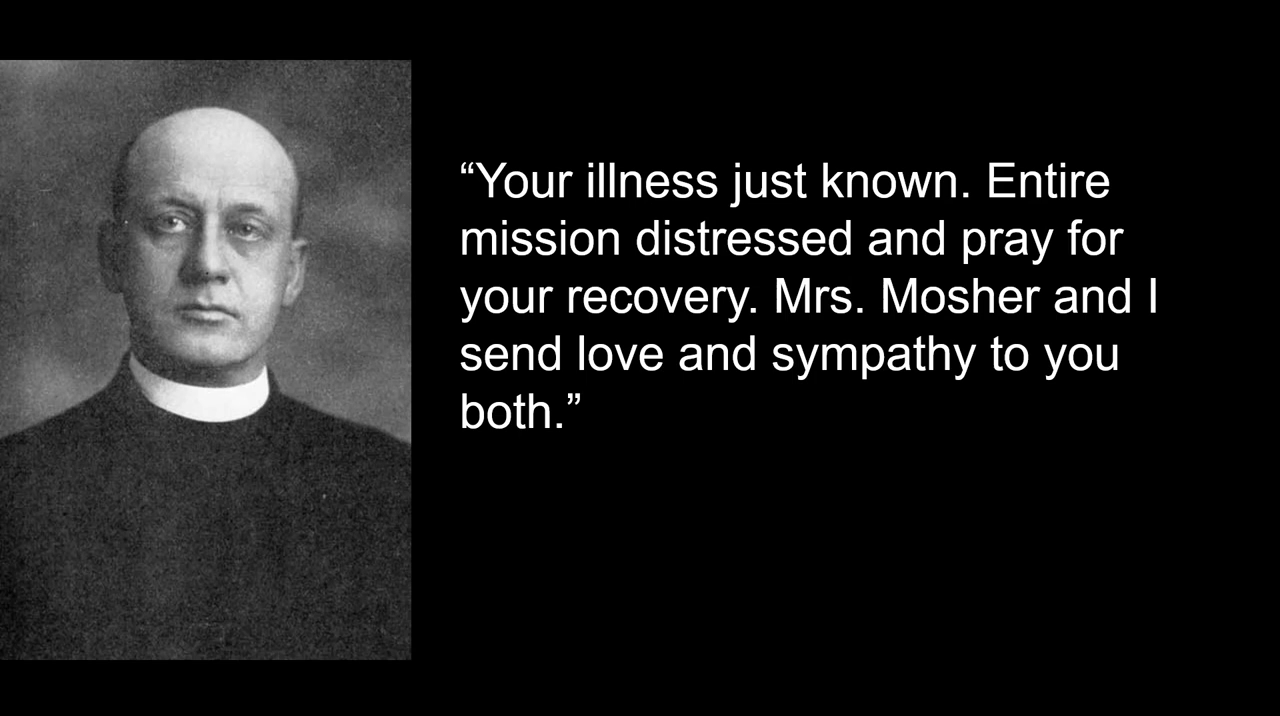 “Your illness just known. Entire
mission distressed and pray for
your recovery. Mrs. Mosher and I
send love and sympathy to you
both.”